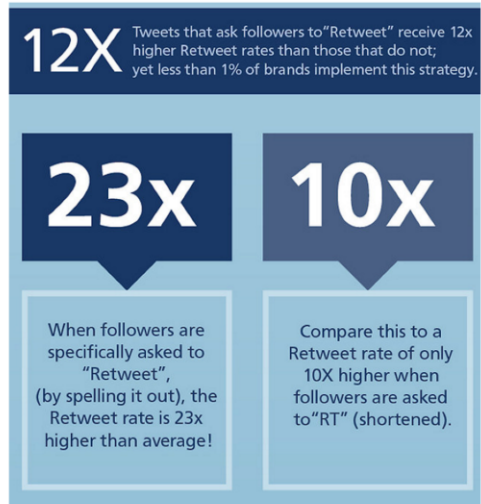 12X
Tweets that ask followers to“Retweet” receive 12x
higher Retweet rates than those that do not;
yet less than 1% of brands implement this strategy.
23x
When followers are
specifically asked to
“Retweet”,
(by spelling it out), the
Retweet rate is 23x
higher than average!
10x
Compare this to a
Retweet rate of only
10X higher when
followers are asked
to“RT” (shortened).